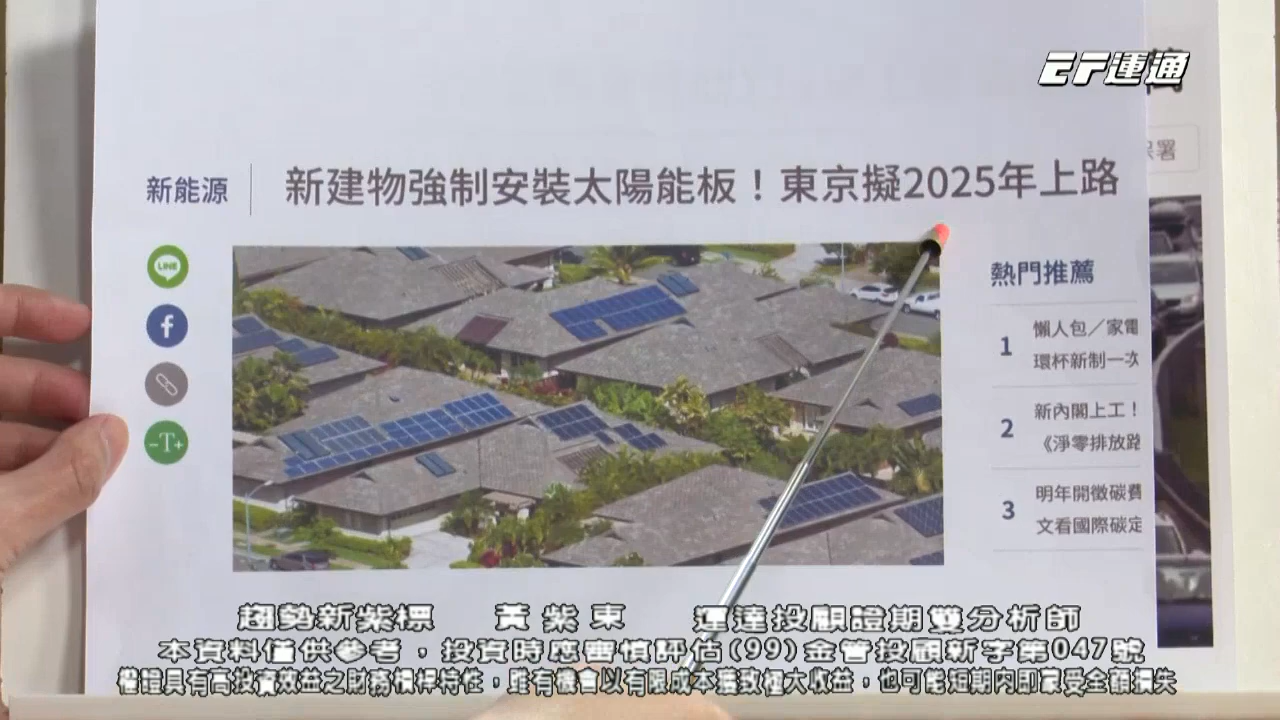 EF運通
新能源
新建物強制安裝太陽能板！東京擬2025年上路
LINE
f
-T+
熱門推薦
1 懶人包／家電
環杯新制一次
2 新內閣上工！
《淨零排放路
3 明年開徵碳費
文看國際碳定
趨勢新紫標 黃紫東 運達投顧證期雙分析師
本資料僅供參考，投資時應審慎評估(99)金管投顧新字第047號
權證具有高投資效益之財務槓桿特性，雖有機會以有限成本獲致極大收益，也可能短期內即蒙受全額損失